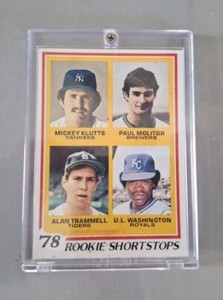 MICKEY KLUTTS
YANKEES
PAUL MOLITOR
BREWERS
ALAN TRAMMELL
TIGERS
U.L. WASHINGTON
ROYALS
78 ROOKIE SHORTSTOPS